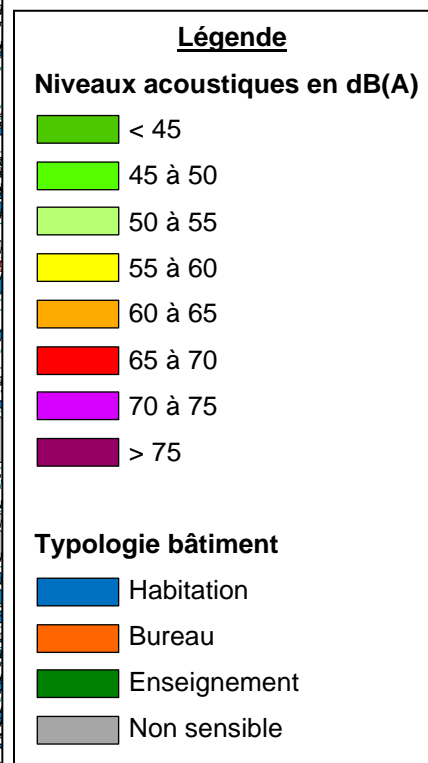 Légende
Niveaux acoustiques en dB(A)
< 45
45 à 50
50 à 55
55 à 60
60 à 65
65 à 70
70 à 75
> 75
Typologie bâtiment
Habitation
Bureau
Enseignement
Non sensible